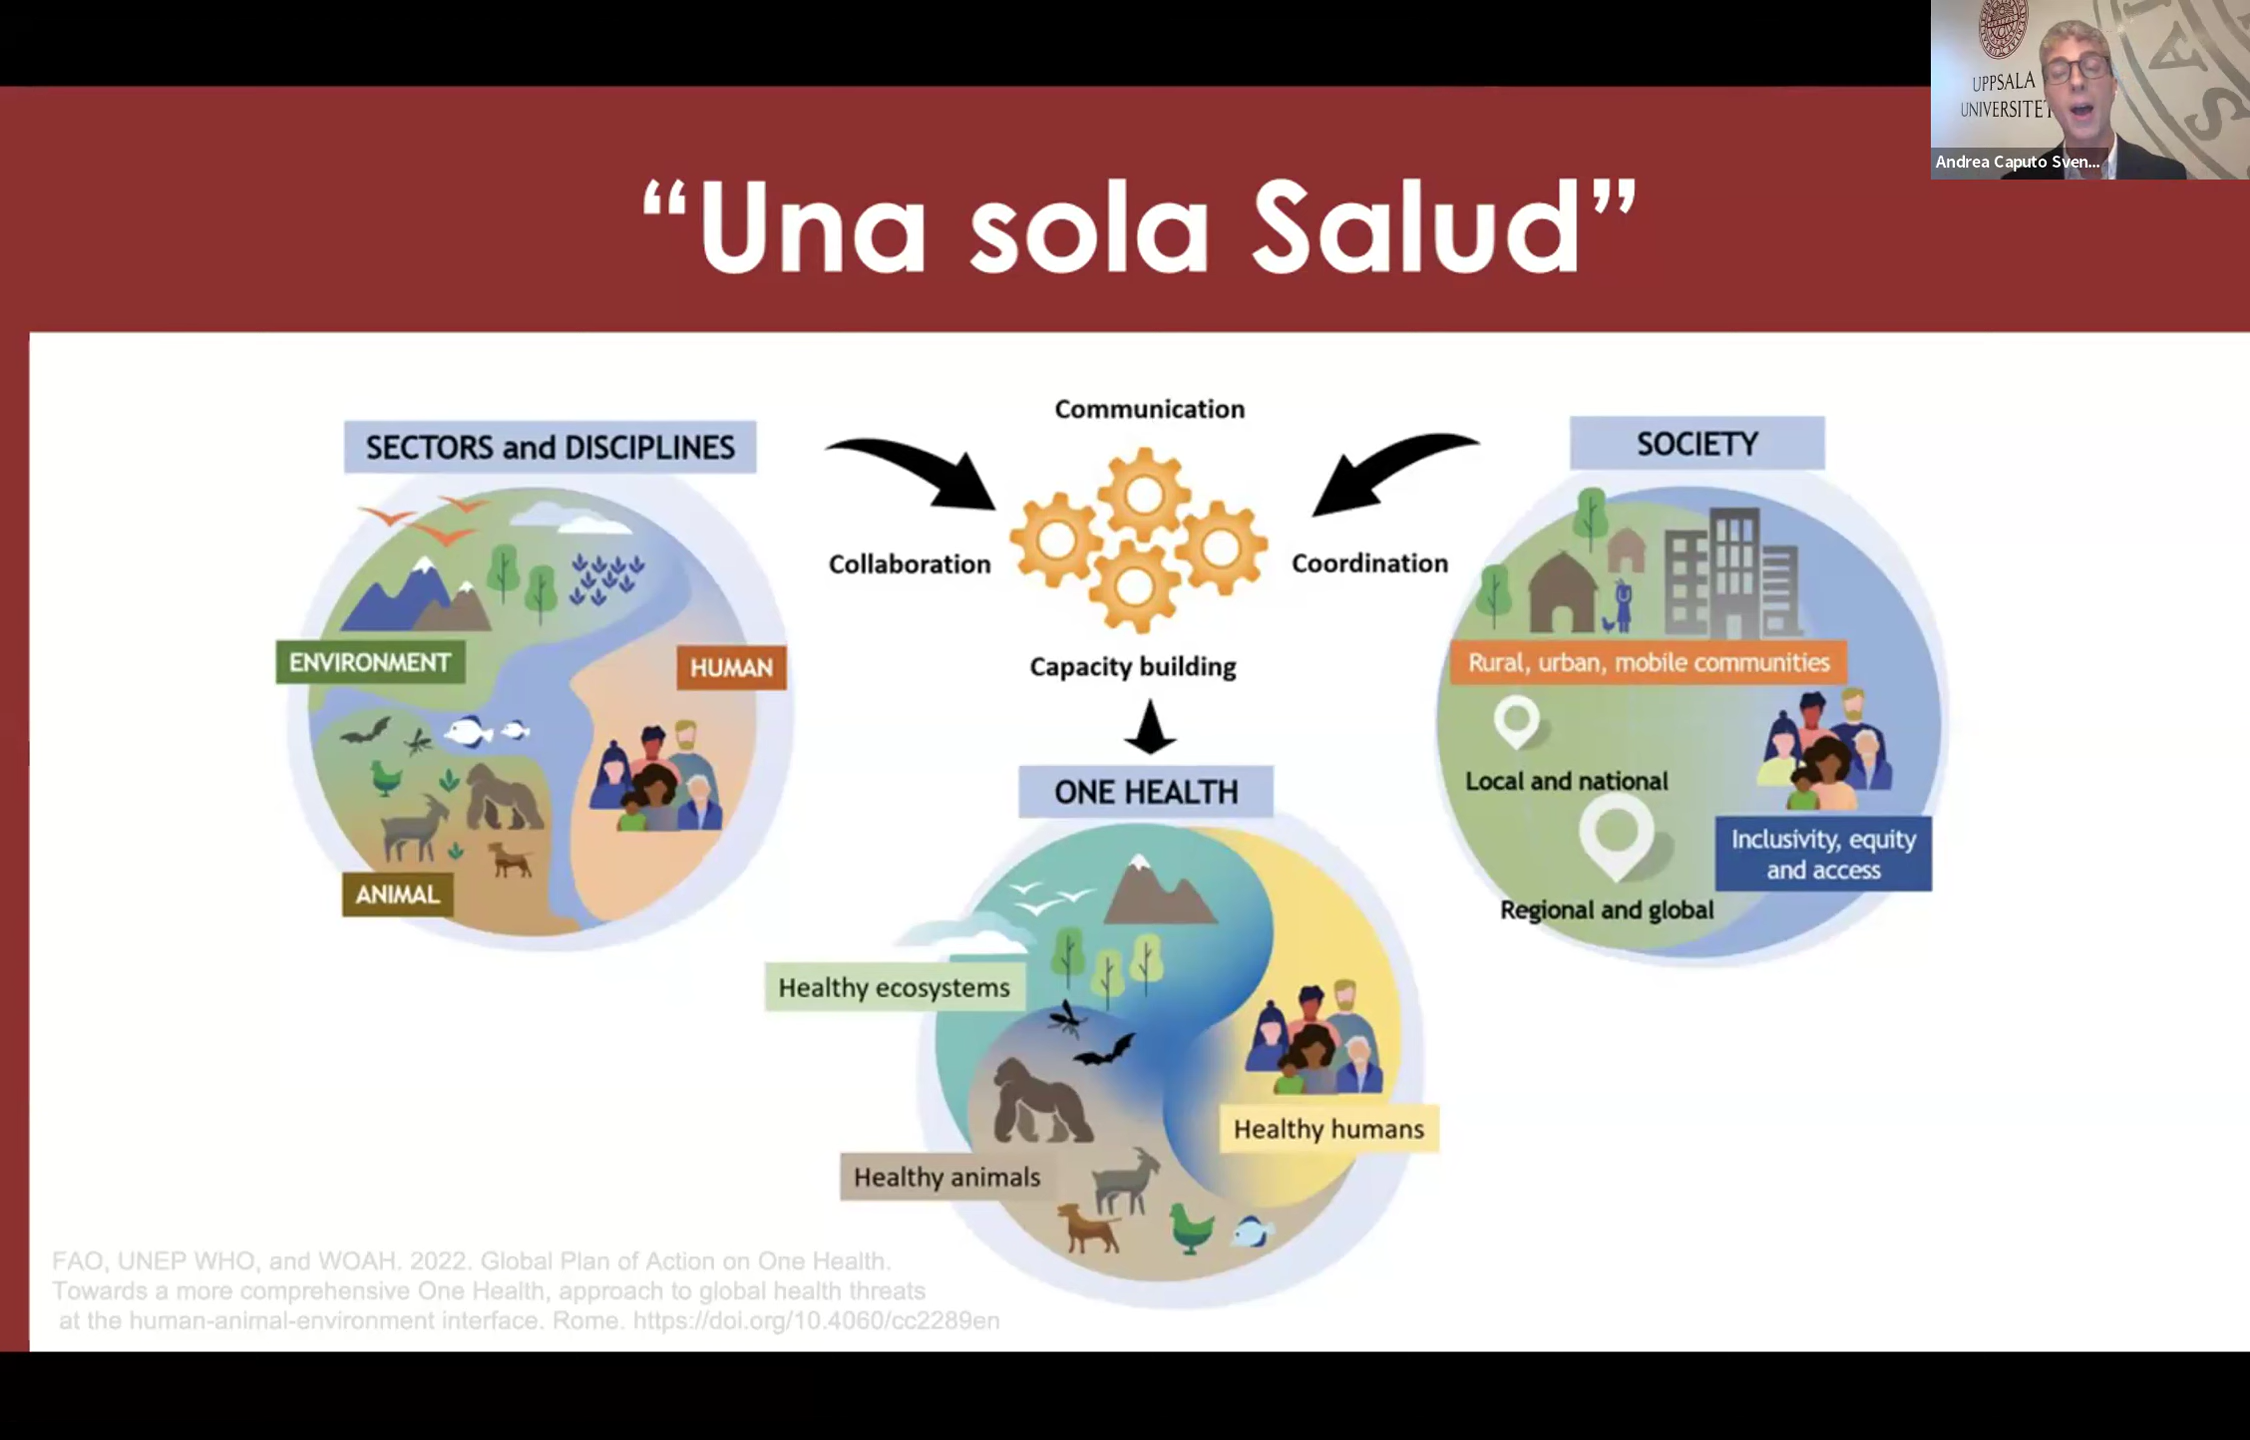 UPPSALA
UNIVERSITET
Andrea Caputo Sven...
“Una sola Salud”
SECTORS and DISCIPLINES
ENVIRONMENT
HUMAN
ANIMAL
Communication
Collaboration
Coordination
Capacity building
SOCIETY
Rural, urban, mobile communities
Local and national
Regional and global
Inclusivity, equity
and access
ONE HEALTH
Healthy ecosystems
Healthy humans
Healthy animals
FAO, UNEP WHO, and WOAH. 2022. Global Plan of Action on One Health.
Towards a more comprehensive One Health, approach to global health threats
at the human-animal-environment interface. Rome. https://doi.org/10.4060/cc2289en